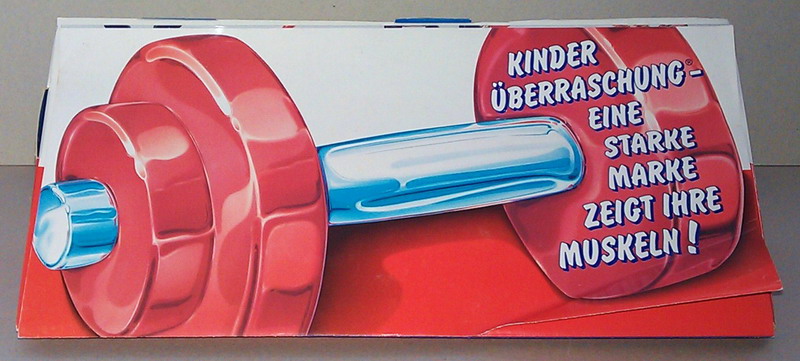 KINDER
ÜBERRASCHUNG®-
EINE
STARKE
MARKE
ZEIGT IHRE
MUSKELN!